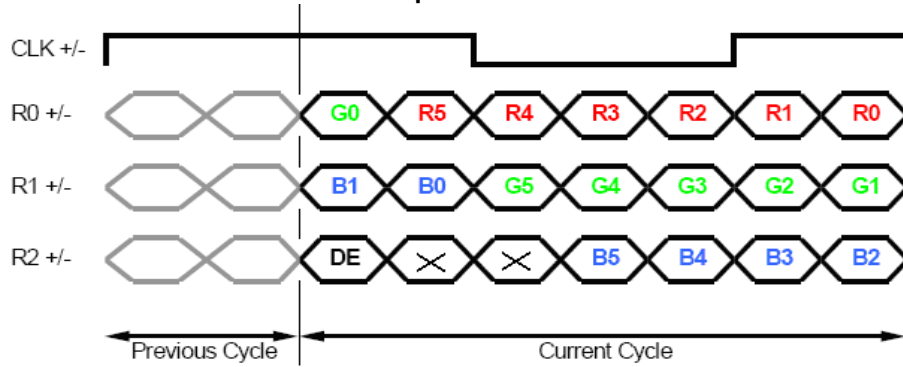 CLK +/-
R0 +/- G0 R5 R4 R3 R2 R1 R0
R1 +/- B1 B0 G5 G4 G3 G2 G1
R2 +/- DE B5 B4 B3 B2
Previous Cycle Current Cycle